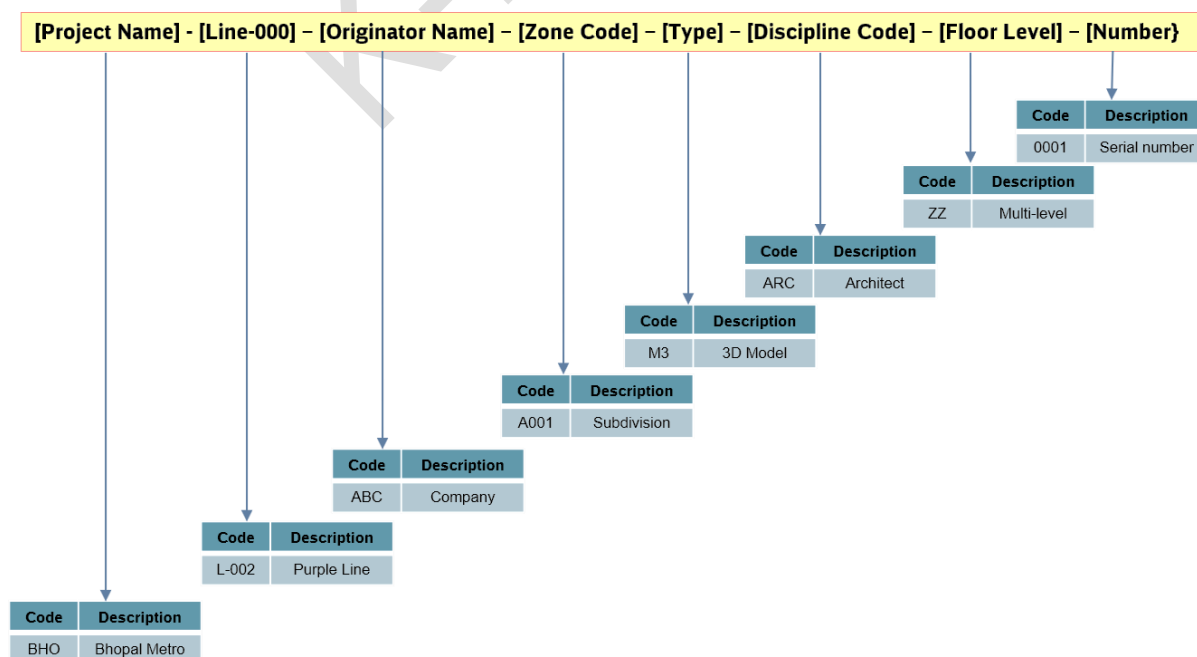 [Project Name] - [Line-000] – [Originator Name] – [Zone Code] – [Type] – [Discipline Code] – [Floor Level] – [Number}
Code Description
0001 Serial number
Code Description
ZZ Multi-level
Code Description
ARC Architect
Code Description
M3 3D Model
Code Description
A001 Subdivision
Code Description
ABC Company
Code Description
L-002 Purple Line
Code Description
BHO Bhopal Metro